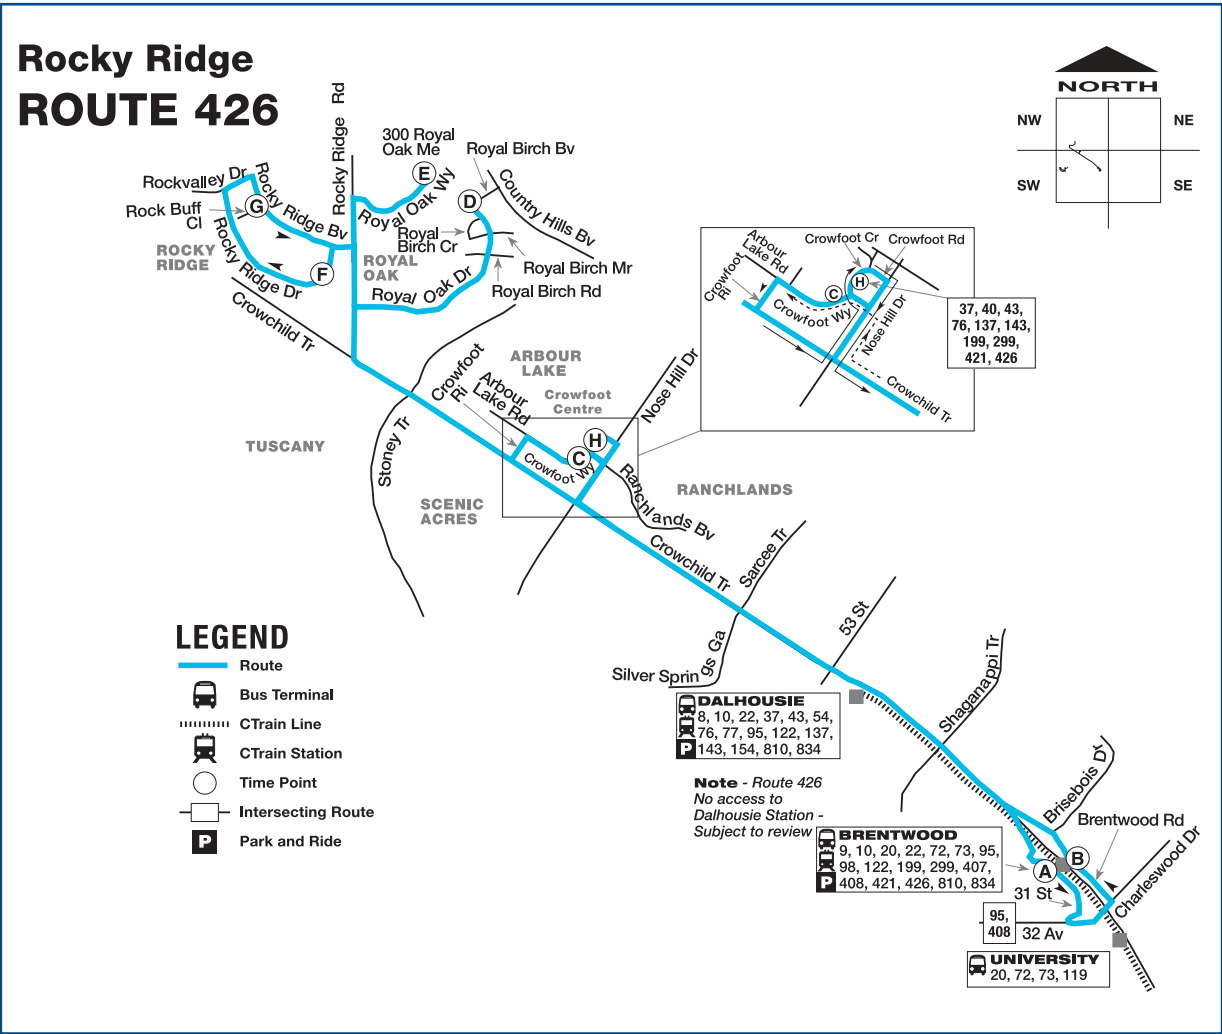 Rocky Ridge
ROUTE 426
NORTH
NW
NE
SW
SE
Rocky Ridge Rd
300 Royal
Oak Me
E
Royal Birch Bv
Rockvalley Dr
Rocky Ridge Bv
G
Rock Buff
Cl
ROCKY
RIDGE
Rocky Ridge Dr
F
Royal Oak Wy
D
Country Hills Bv
Royal
Birch Cr
ROYAL
OAK
Royal Birch Mr
Royal Birch Rd
Royal Oak Dr
Crowchild Tr
Arbour
Lake Rd
Crowfoot Cr
Crowfoot Rd
Crowfoot
Ri
C
H
Crowfoot Wy
Nose Hill Dr
37, 40, 43,
76, 137, 143,
199, 299,
421, 426
Crowchild Tr
ARBOUR
LAKE
Crowfoot
Ri
Arbour
Lake Rd
Crowfoot
Centre
Nose Hill Dr
H
C
Crowfoot Wy
TUSCANY
Stoney Tr
SCENIC
ACRES
RANCHLANDS
Ranchlands Bv
Crowchild Tr
Sarcee Tr
53 St
Silver Springs Ga
Shaganappi Tr
LEGEND
Route
Bus Terminal
CTrain Line
CTrain Station
Time Point
Intersecting Route
P
Park and Ride
DALHOUSIE
8, 10, 22, 37, 43, 54,
76, 77, 95, 122, 137,
P
143, 154, 810, 834
Note - Route 426
No access to
Dalhousie Station -
Subject to review
BRENTWOOD
9, 10, 20, 22, 72, 73, 95,
98, 122, 199, 299, 407,
P
408, 421, 426, 810, 834
Brisebois Dr
Brentwood Rd
Charleswood Dr
B
A
31 St
95,
408
32 Av
UNIVERSITY
20, 72, 73, 119